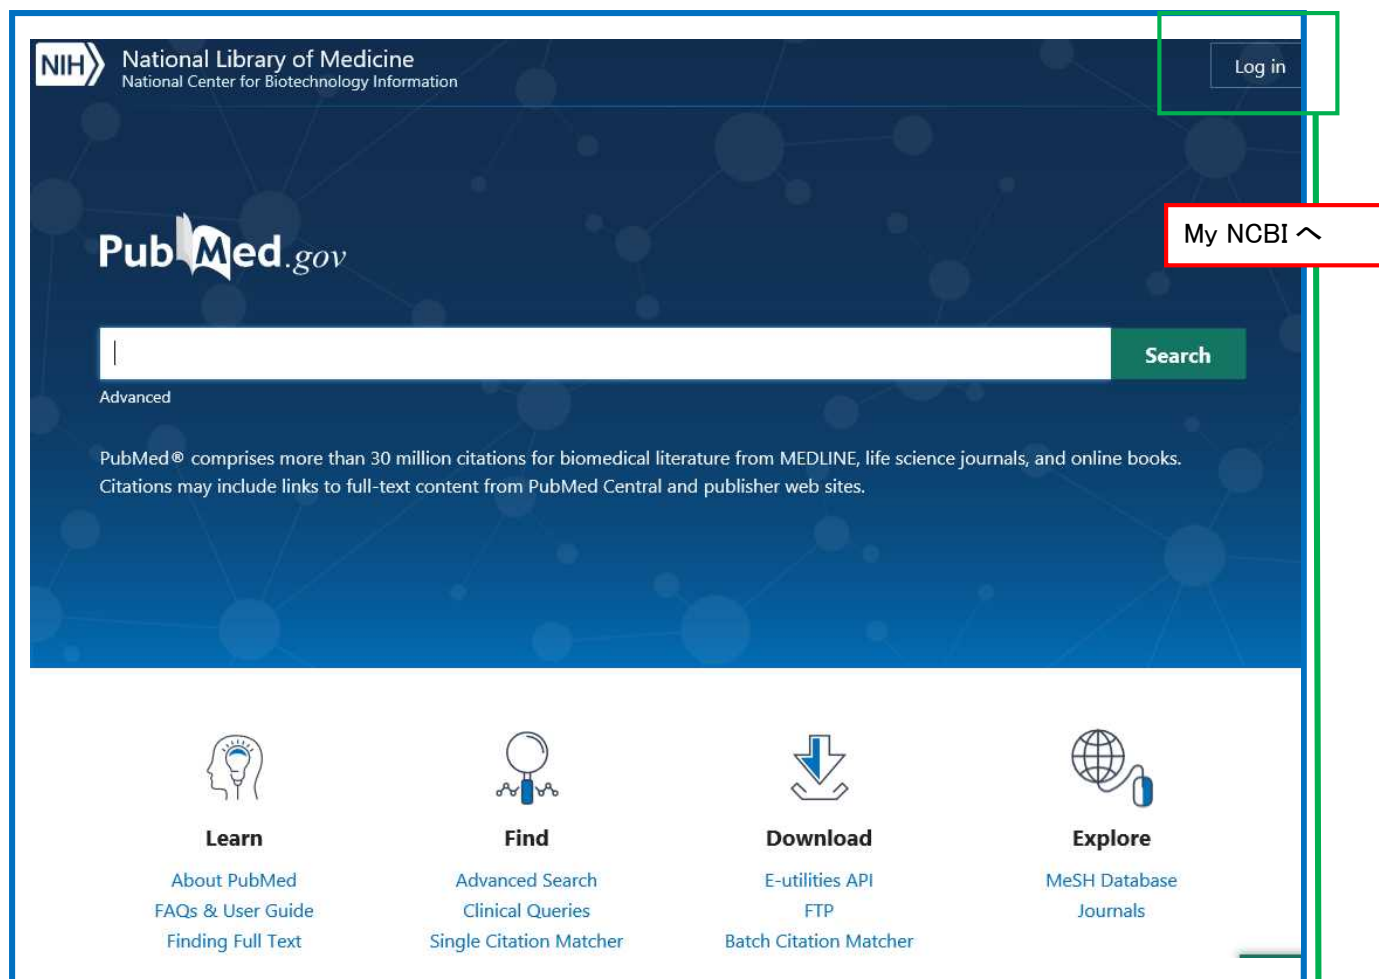 NIH
National Library of Medicine
National Center for Biotechnology Information
Log in
My NCBI へ
PubMed.gov
Search
Advanced
PubMed® comprises more than 30 million citations for biomedical literature from MEDLINE, life science journals, and online books.
Citations may include links to full-text content from PubMed Central and publisher web sites.
Learn
About PubMed
FAQs & User Guide
Finding Full Text
Find
Advanced Search
Clinical Queries
Single Citation Matcher
Download
E-utilities API
FTP
Batch Citation Matcher
Explore
MeSH Database
Journals